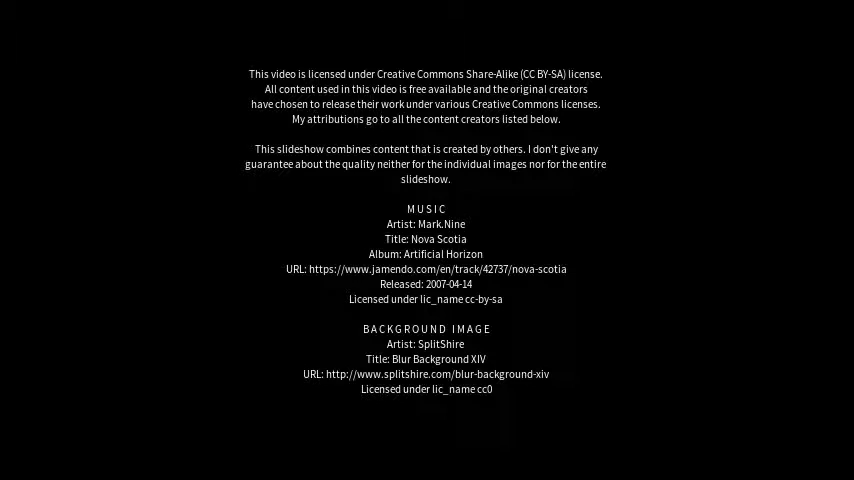 This video is licensed under Creative Commons Share-Alike (CC BY-SA) license.
All content used in this video is free available and the original creators
have chosen to release their work under various Creative Commons licenses.
My attributions go to all the content creators listed below.
This slideshow combines content that is created by others. I don't give any
guarantee about the quality neither for the individual images nor for the entire
slideshow.
MUSIC
Artist: Mark.Nine
Title: Nova Scotia
Album: Artificial Horizon
URL: https://www.jamendo.com/en/track/42737/nova-scotia
Released: 2007-04-14
Licensed under lic_name cc-by-sa
BACKGROUND IMAGE
Artist: SplitShire
Title: Blur Background XIV
URL: http://www.splitshire.com/blur-background-xiv
Licensed under lic_name cc0